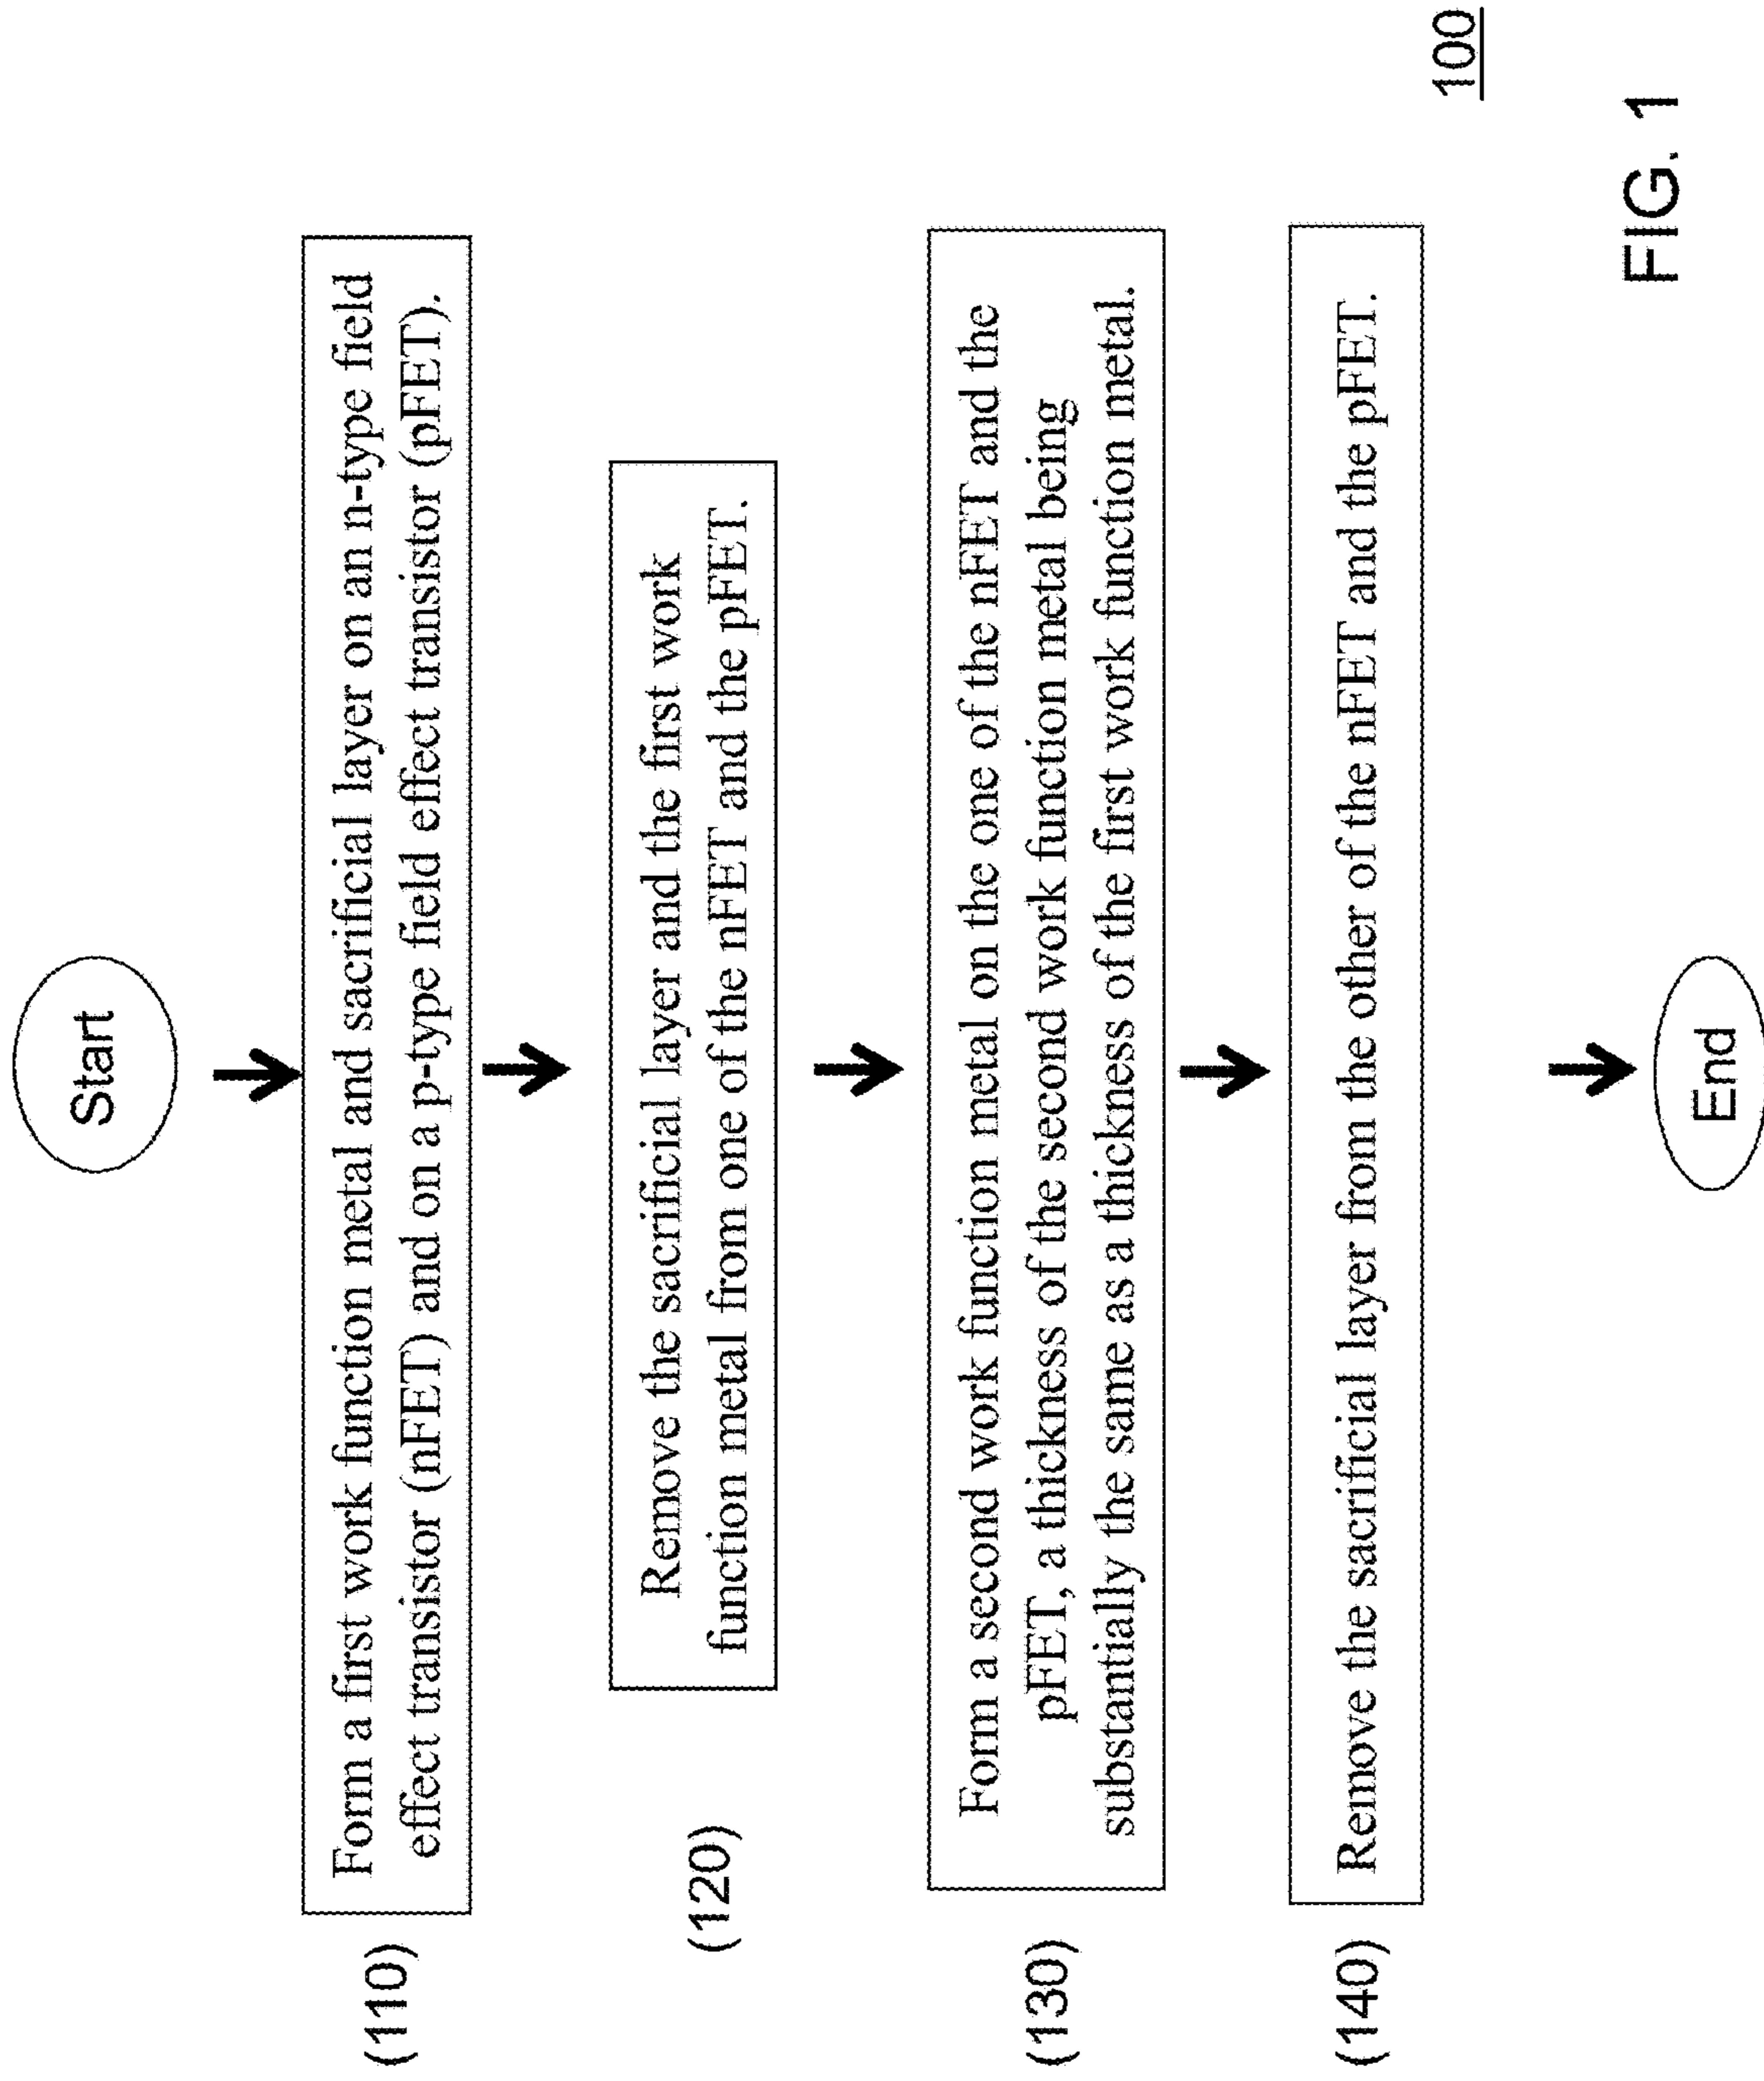 Start
(110)
Form a first work function metal and sacrificial layer on an n-type field
effect transistor (nFET) and on a p-type field effect transistor (pFET).
(120)
Remove the sacrificial layer and the first work
function metal from one of the nFET and the pFET.
(130)
Form a second work function metal on the one of the nFET and the
pFET, a thickness of the second work function metal being
substantially the same as a thickness of the first work function metal.
(140)
Remove the sacrificial layer from the other of the nFET and the pFET.
End
100
FIG. 1